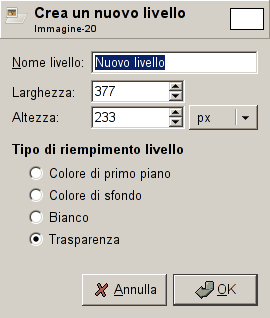 Crea un nuovo livello
Immagine-20
Nome livello: Nuovo livello
Larghezza: 377
Altezza: 233 px
Tipo di riempimento livello
Colore di primo piano
Colore di sfondo
Bianco
Trasparenza
Annulla OK